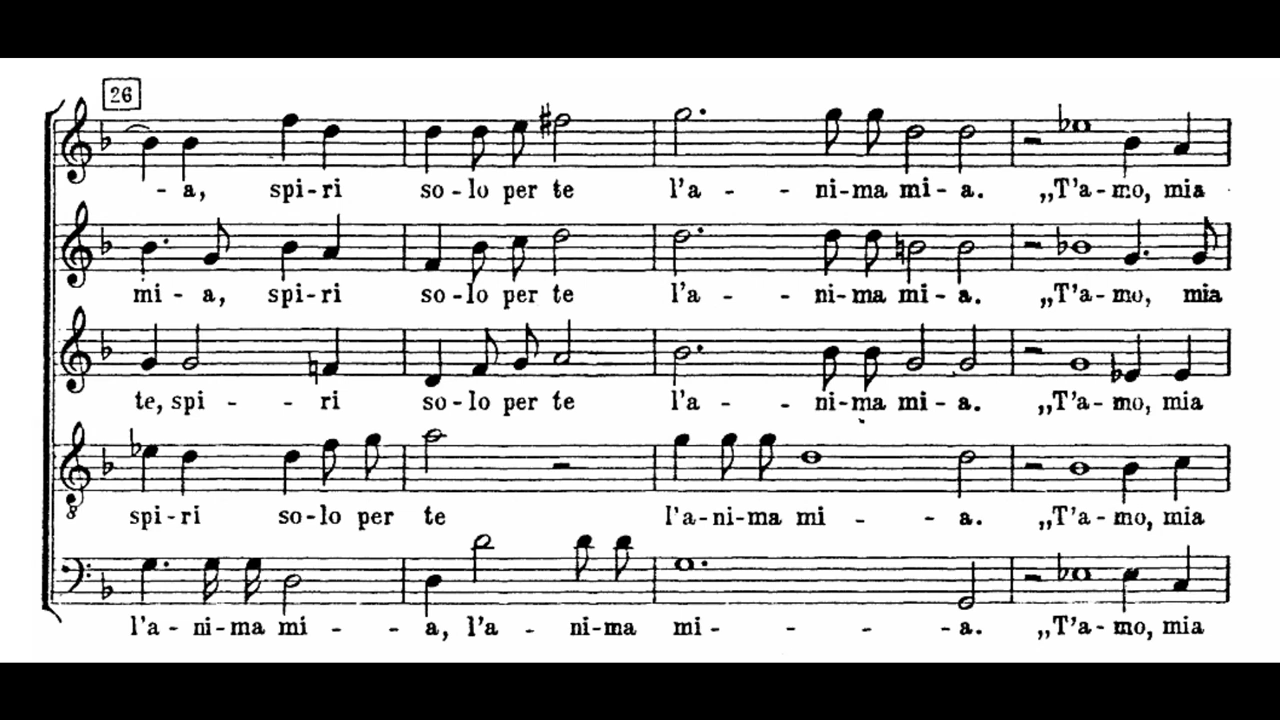 26
- a, spi-ri so-lo per te l'a - - ni-ma mi - a. „T'a-mo, mia
mi - a, spi-ri so-lo per te l'a - - ni-ma mi - a. „T'a-mo, mia
te, spi - - ri so-lo per te l'a - - ni-ma mi - a. „T'a-mo, mia
8
spi-ri so-lo per te l'a-ni-ma mi - - a. „T'a-mo, mia
l'a - ni-ma mi - - a, l'a - ni-ma mi - - - - a. „T'a-mo, mia